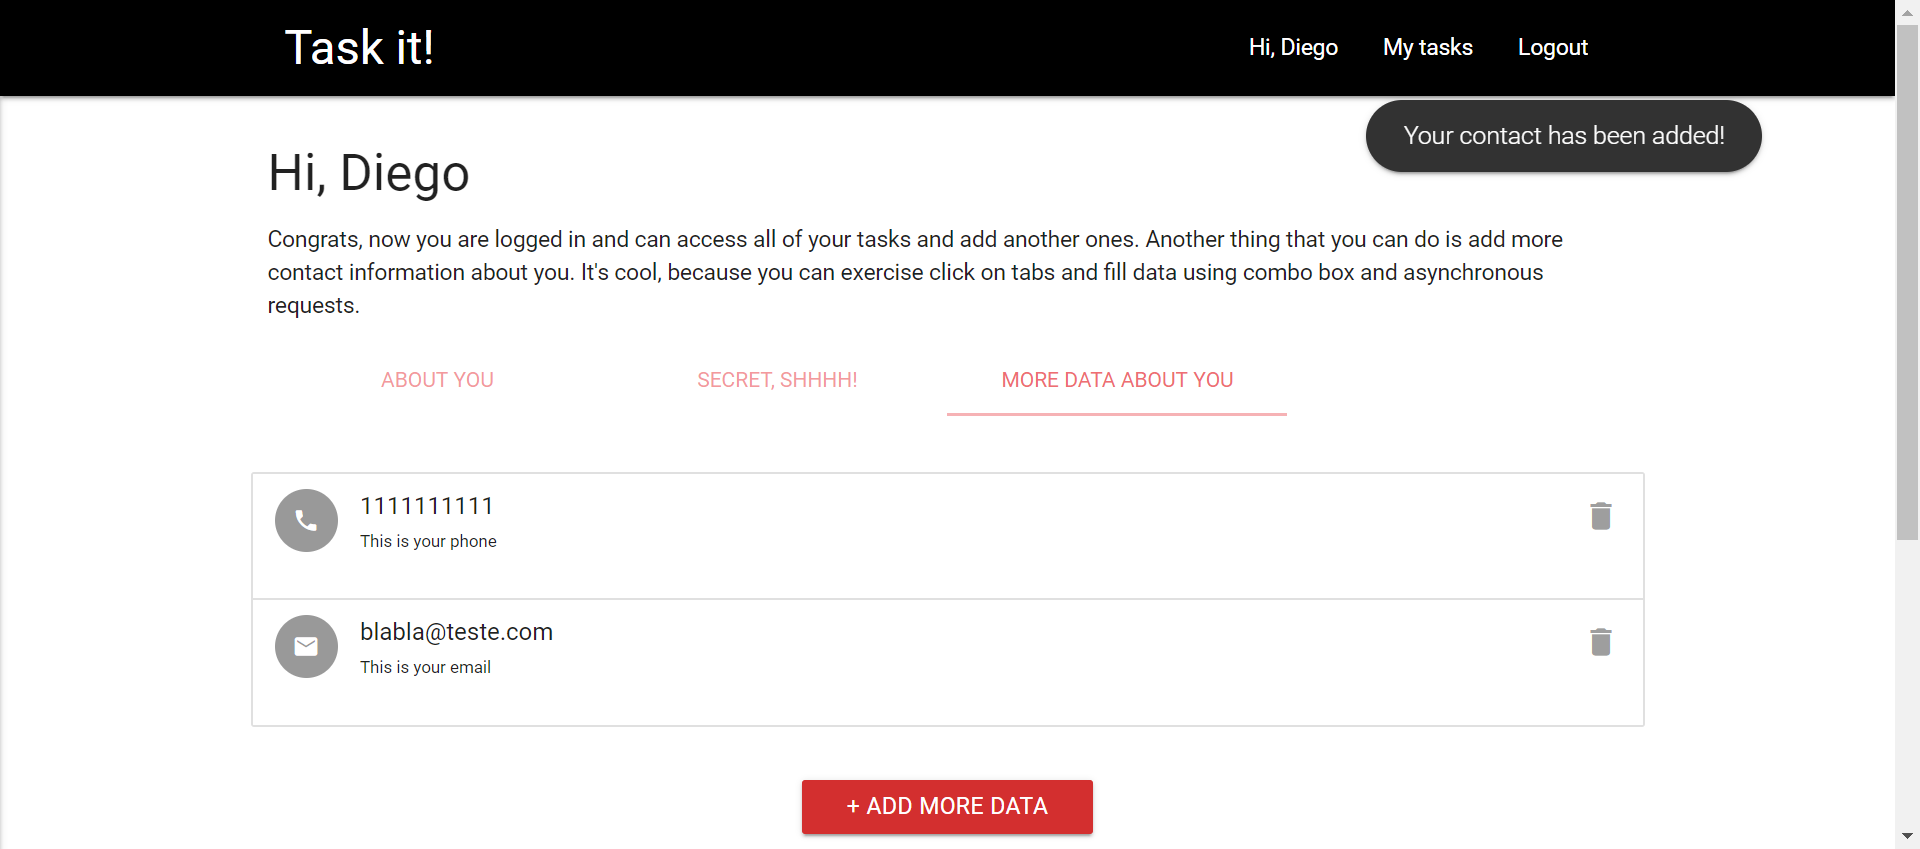 Task it!
Hi, Diego
My tasks
Logout
Your contact has been added!
Hi, Diego
Congrats, now you are logged in and can access all of your tasks and add another ones. Another thing that you can do is add more
contact information about you. It's cool, because you can exercise click on tabs and fill data using combo box and asynchronous
requests.
ABOUT YOU
SECRET, SHHHH!
MORE DATA ABOUT YOU
1111111111
This is your phone
blabla@teste.com
This is your email
+ ADD MORE DATA